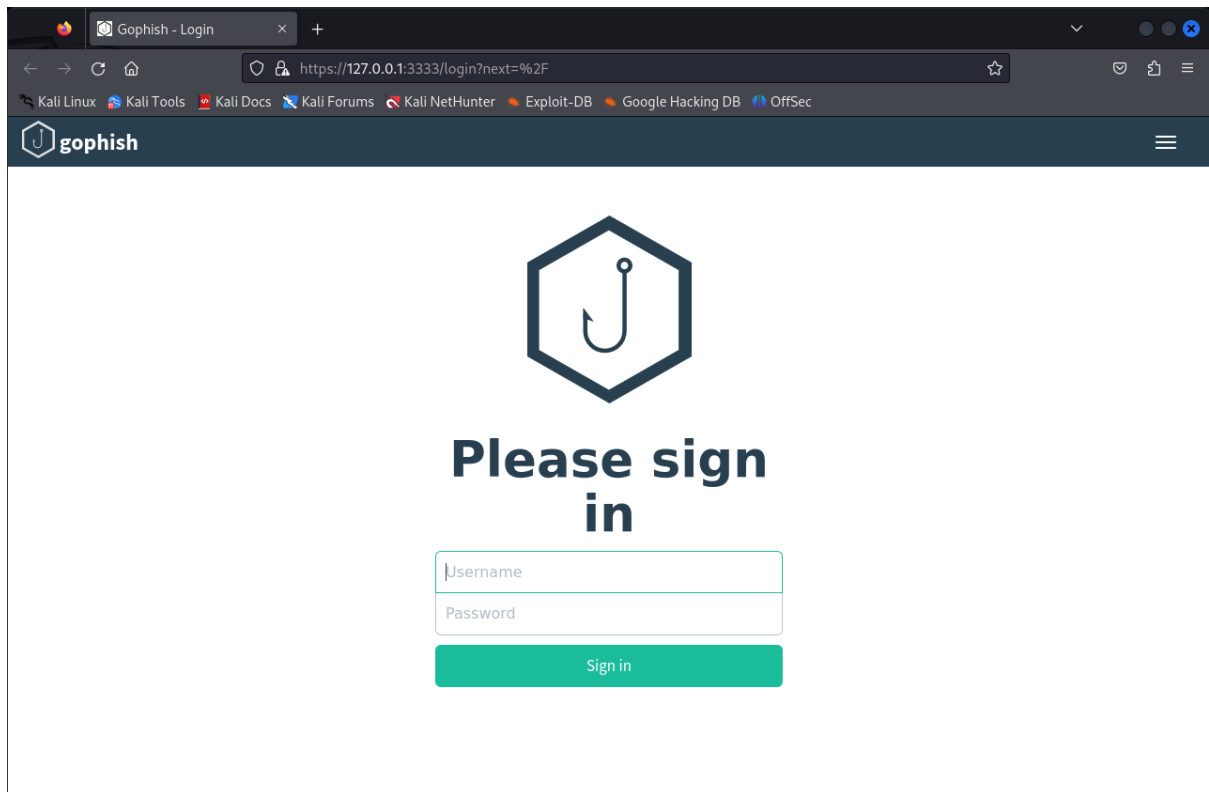 Gophish - Login
https://127.0.0.1:3333/login?next=%2F
Kali Linux Kali Tools Kali Docs Kali Forums Kali NetHunter Exploit-DB Google Hacking DB OffSec
gophish
Please sign
in
Username
Password
Sign in